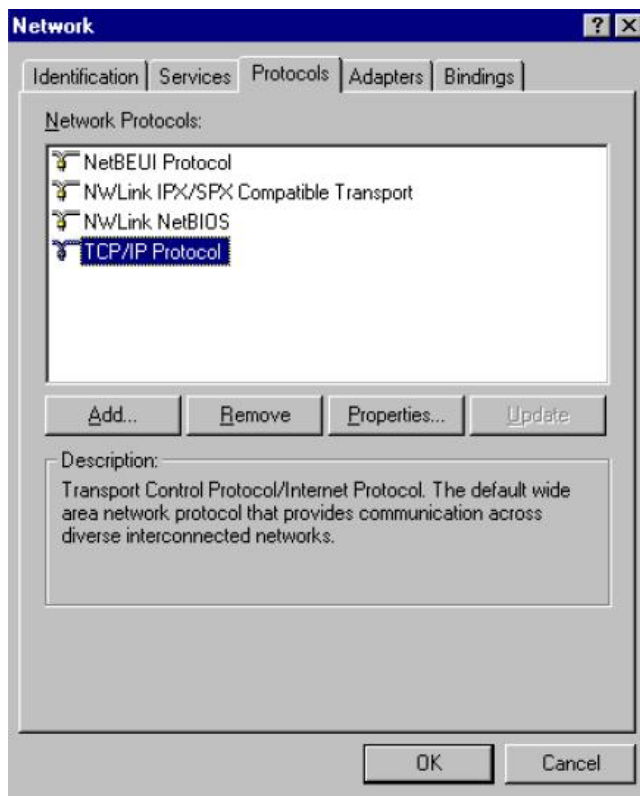 Network
Identification Services Protocols Adapters Bindings
Network Protocols:
NetBEUI Protocol
NWLink IPX/SPX Compatible Transport
NWLink NetBIOS
TCP/IP Protocol
Add... Remove Properties... Update
Description:
Transport Control Protocol/Internet Protocol. The default wide
area network protocol that provides communication across
diverse interconnected networks.
OK Cancel